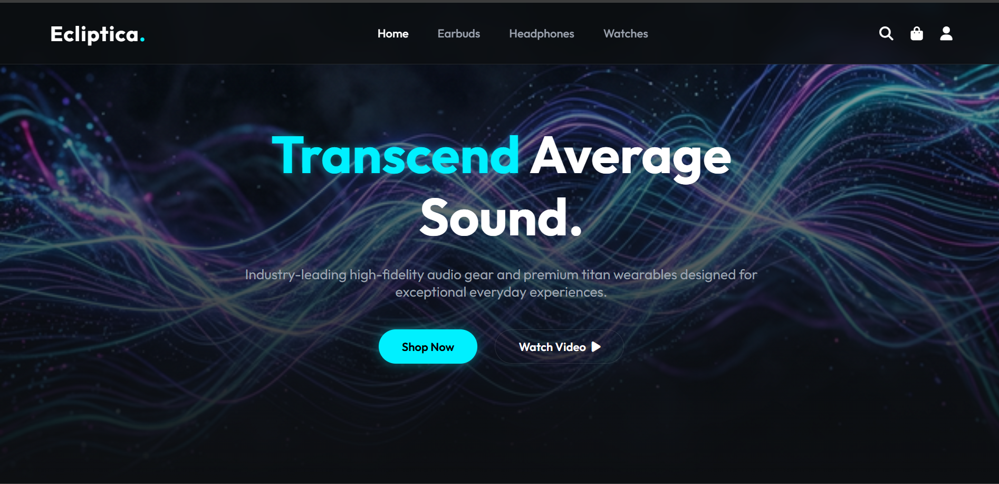 Ecliptica.
Home Earbuds Headphones Watches
Transcend Average
Sound.
Industry-leading high-fidelity audio gear and premium titan wearables designed for
exceptional everyday experiences.
Shop Now
Watch Video